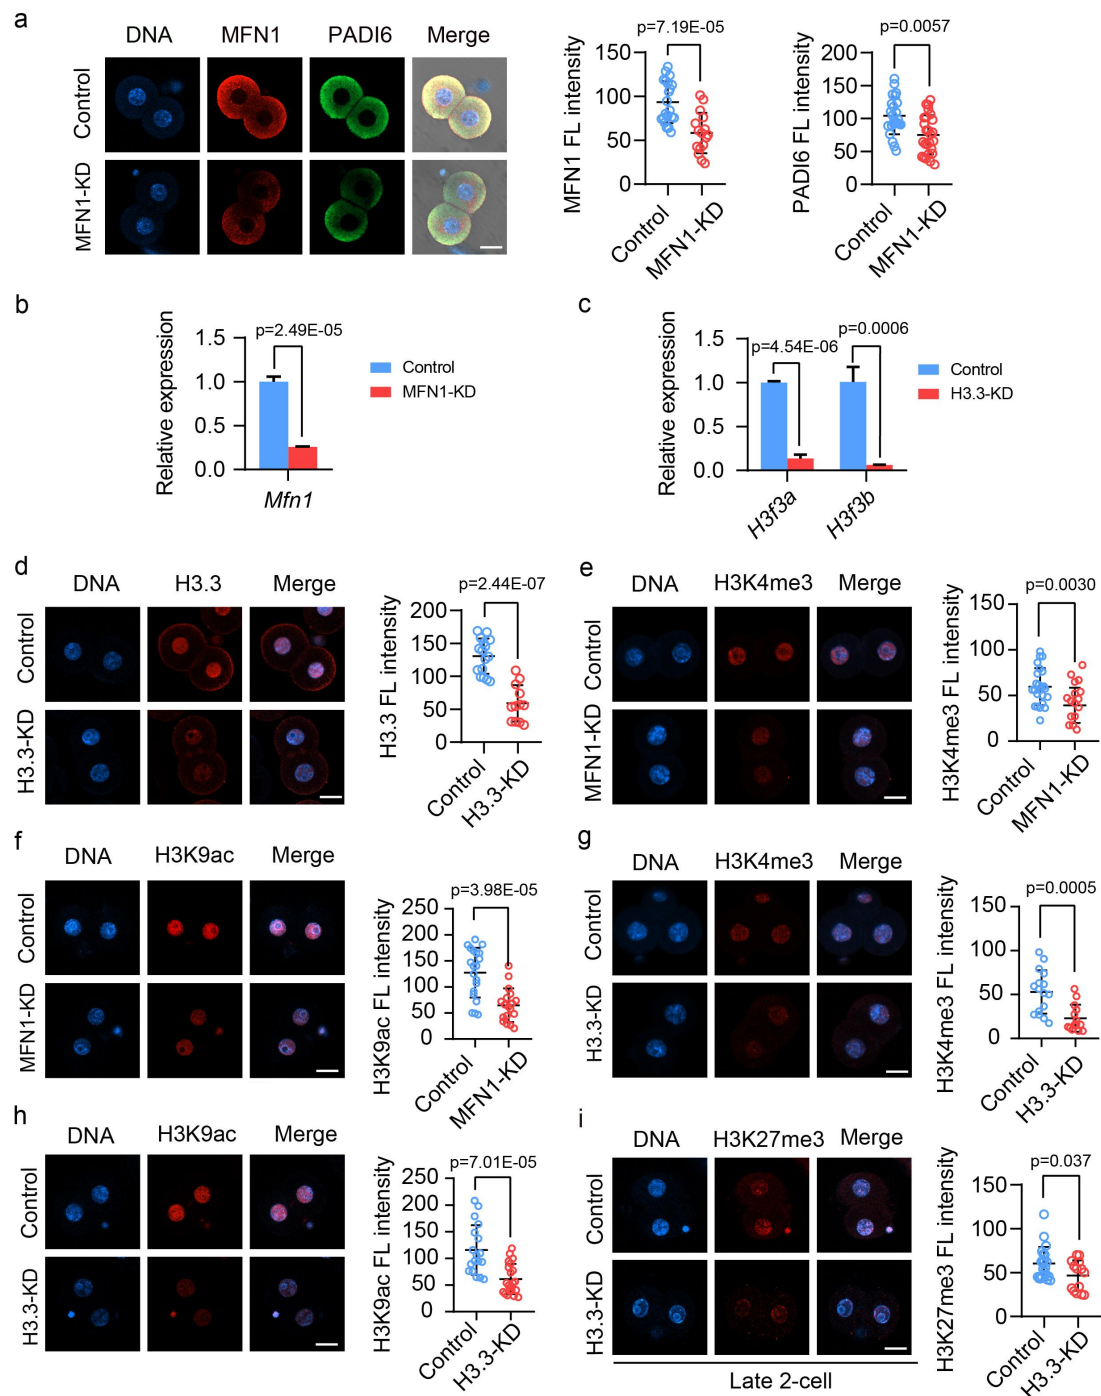 a
DNA MFN1 PADI6 Merge
Control
MFN1-KD
MFN1 FL intensity
p=7.19E-05
150
100
50
0
Control
MFN1-KD
PADI6 FL intensity
p=0.0057
200
150
100
50
0
Control
MFN1-KD
b
Relative expression
p=2.49E-05
1.5
1.0
0.5
0.0
Mfn1
Control
MFN1-KD
c
Relative expression
p=4.54E-06
p=0.0006
1.5
1.0
0.5
0.0
H3f3a
H3f3b
Control
H3.3-KD
d
DNA H3.3 Merge
Control
H3.3-KD
H3.3 FL intensity
p=2.44E-07
200
150
100
50
0
Control
H3.3-KD
e
DNA H3K4me3 Merge
Control
MFN1-KD
H3K4me3 FL intensity
p=0.0030
150
100
50
0
Control
MFN1-KD
f
DNA H3K9ac Merge
Control
MFN1-KD
H3K9ac FL intensity
p=3.98E-05
250
200
150
100
50
0
Control
MFN1-KD
g
DNA H3K4me3 Merge
Control
H3.3-KD
H3K4me3 FL intensity
p=0.0005
150
100
50
0
Control
H3.3-KD
h
DNA H3K9ac Merge
Control
H3.3-KD
H3K9ac FL intensity
p=7.01E-05
250
200
150
100
50
0
Control
H3.3-KD
i
DNA H3K27me3 Merge
Control
H3.3-KD
Late 2-cell
H3K27me3 FL intensity
p=0.037
150
100
50
0
Control
H3.3-KD